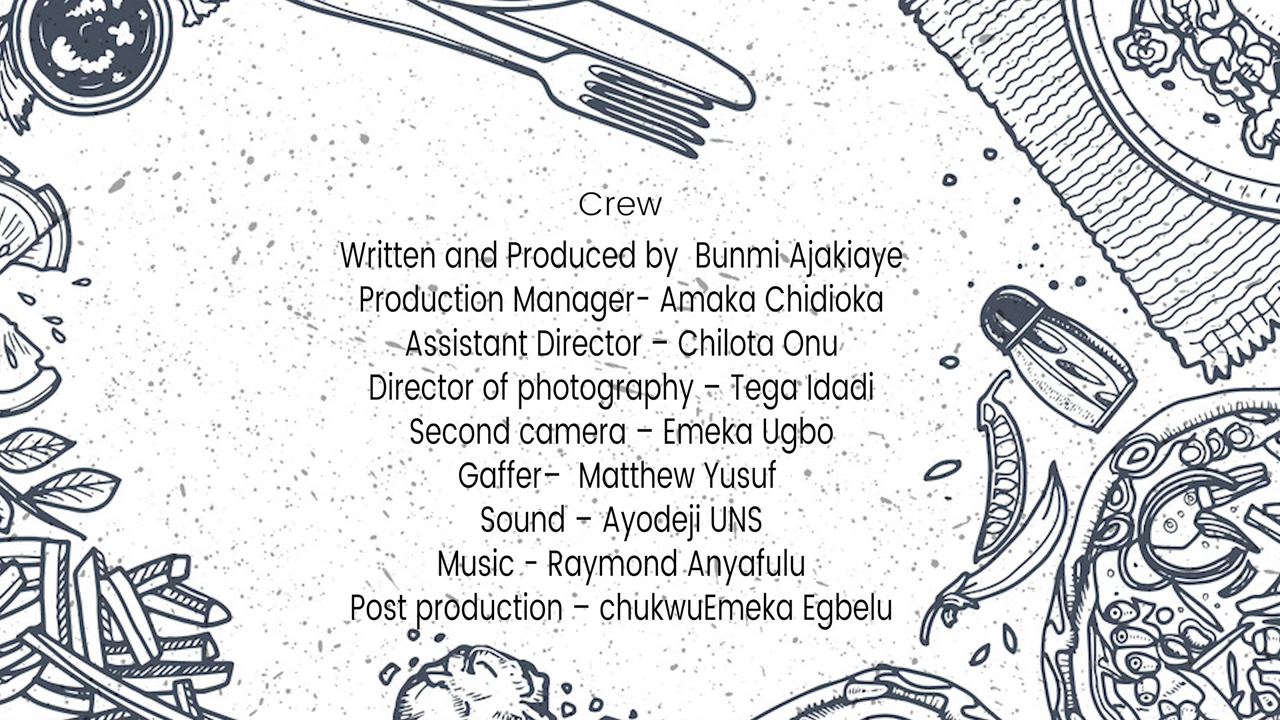 Crew
Written and Produced by  Bunmi Ajakiaye
Production Manager- Amaka Chidioka
Assistant Director – Chilota Onu
Director of photography – Tega Idadi
Second camera – Emeka Ugbo
Gaffer–  Matthew Yusuf
Sound – Ayodeji UNS
Music - Raymond Anyafulu
Post production – chukwuEmeka Egbelu